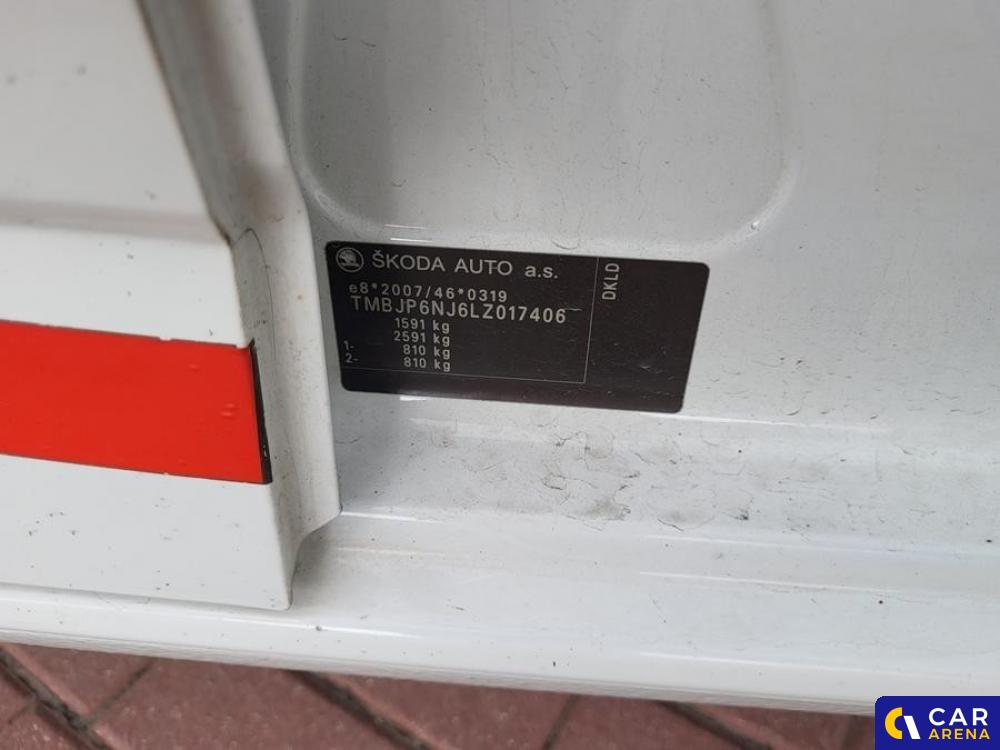 ŠKODA AUTO a.s.
e8*2007/46*0319
TMBJP6NJ6LZ017406
1591 kg
2591 kg
1- 810 kg
2- 810 kg
DKLD
CAR
ARENA